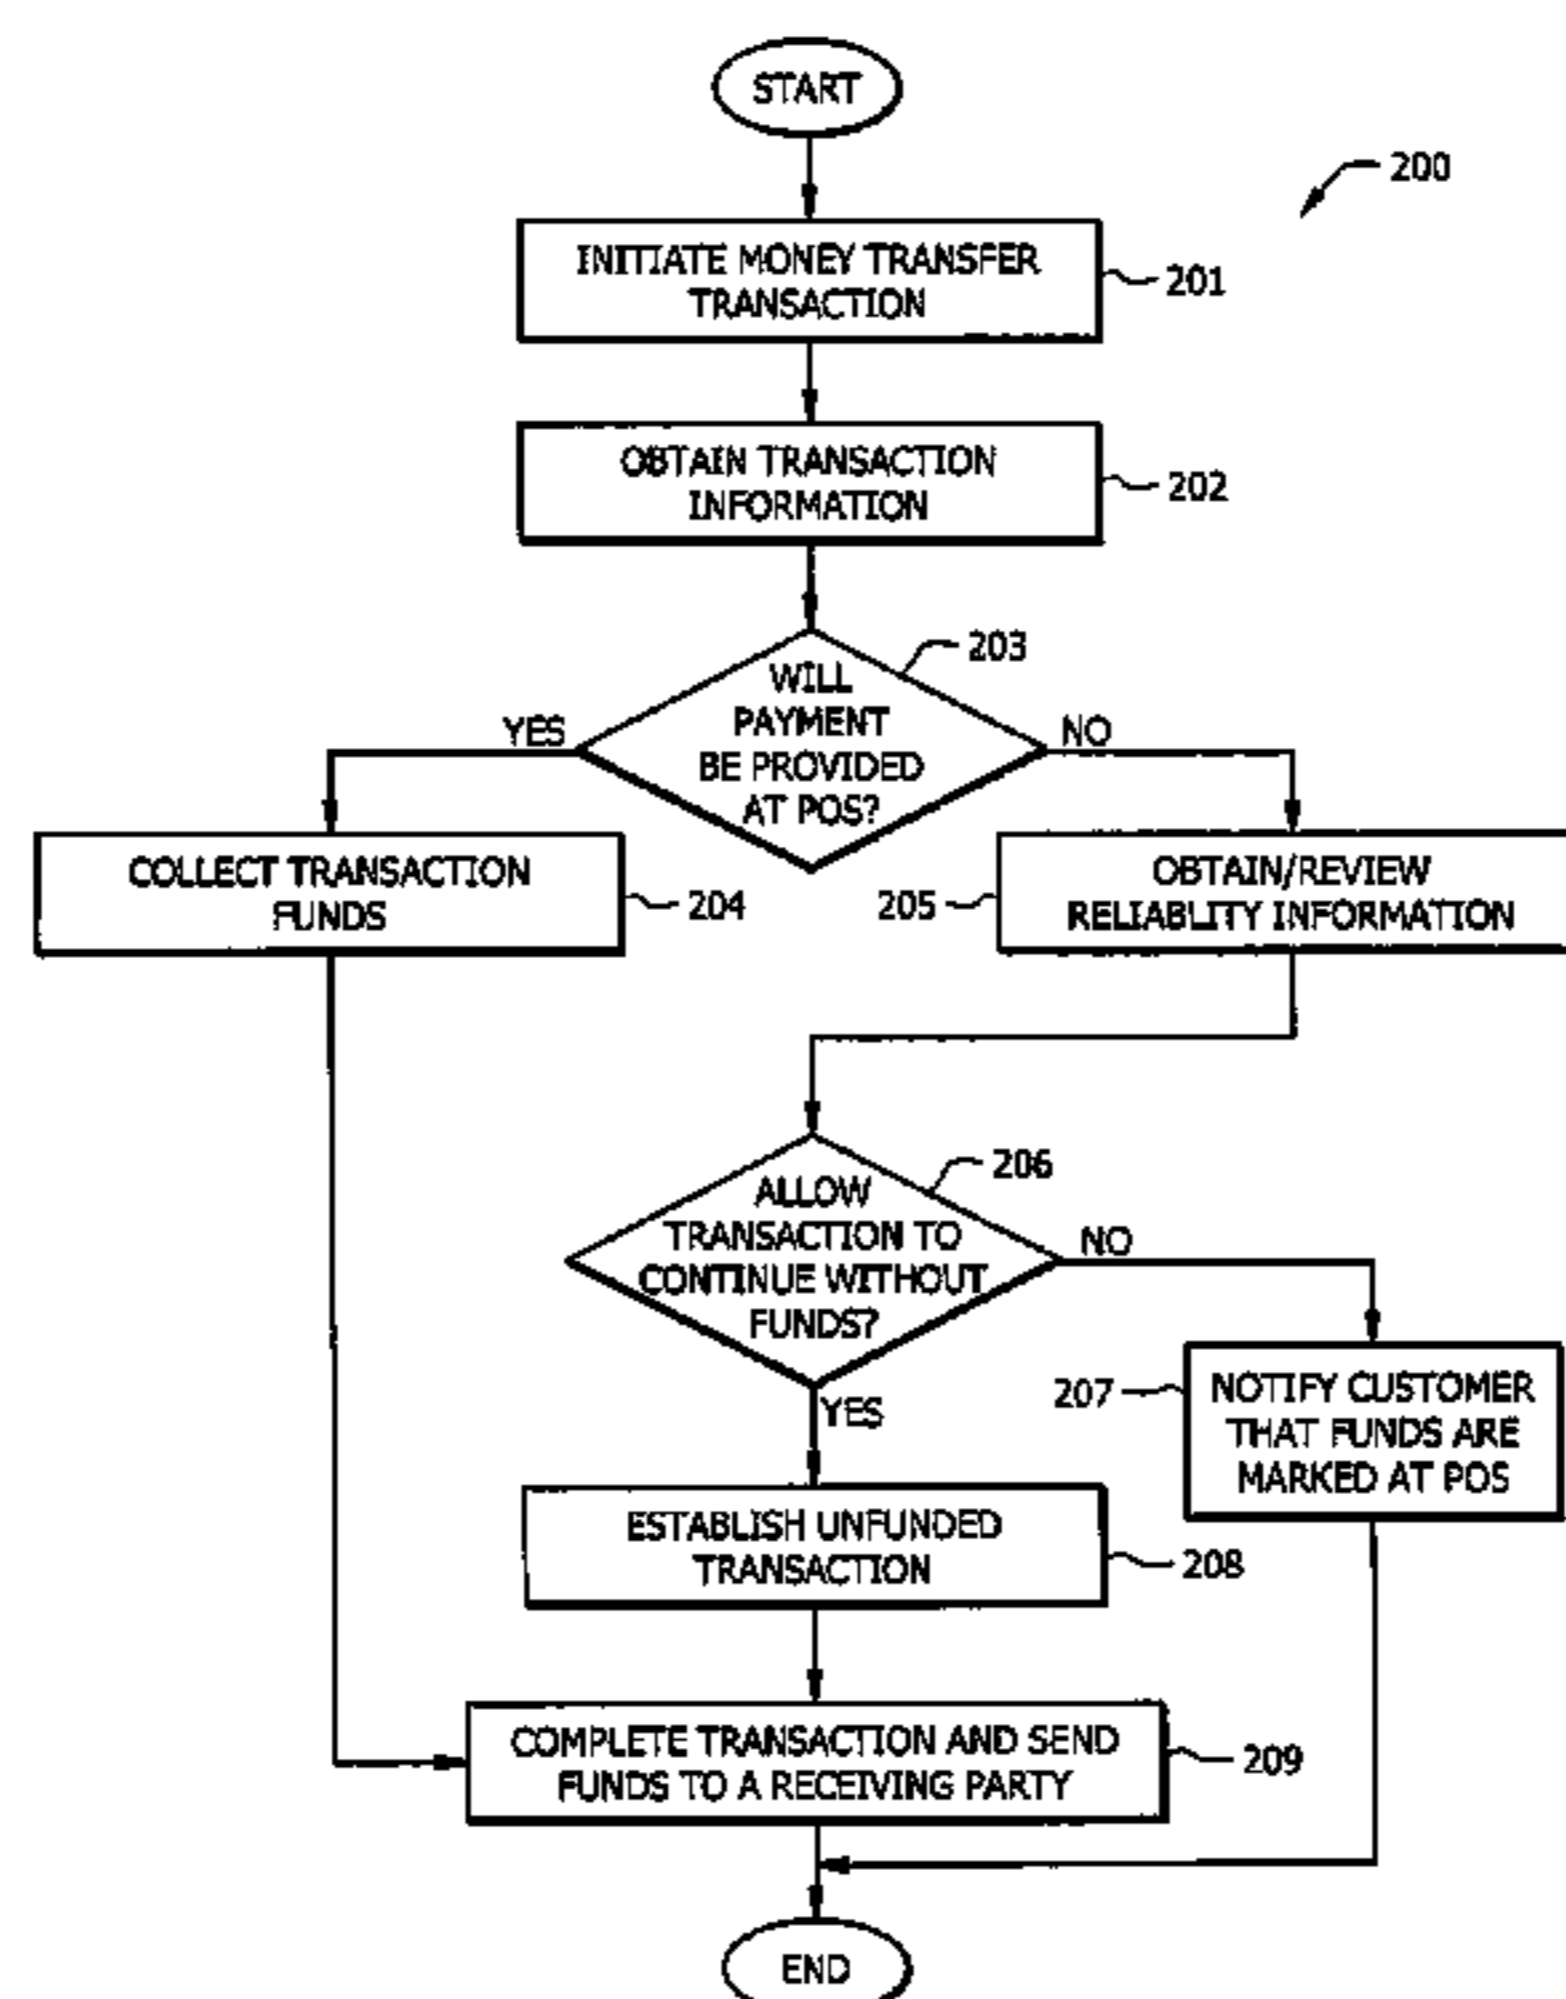 START
200
INITIATE MONEY TRANSFER
TRANSACTION
201
OBTAIN TRANSACTION
INFORMATION
202
203
WILL
PAYMENT
BE PROVIDED
AT POS?
YES
NO
COLLECT TRANSACTION
FUNDS
204
205
OBTAIN/REVIEW
RELIABLITY INFORMATION
206
ALLOW
TRANSACTION TO
CONTINUE WITHOUT
FUNDS?
NO
YES
207
NOTIFY CUSTOMER
THAT FUNDS ARE
MARKED AT POS
ESTABLISH UNFUNDED
TRANSACTION
208
COMPLETE TRANSACTION AND SEND
FUNDS TO A RECEIVING PARTY
209
END